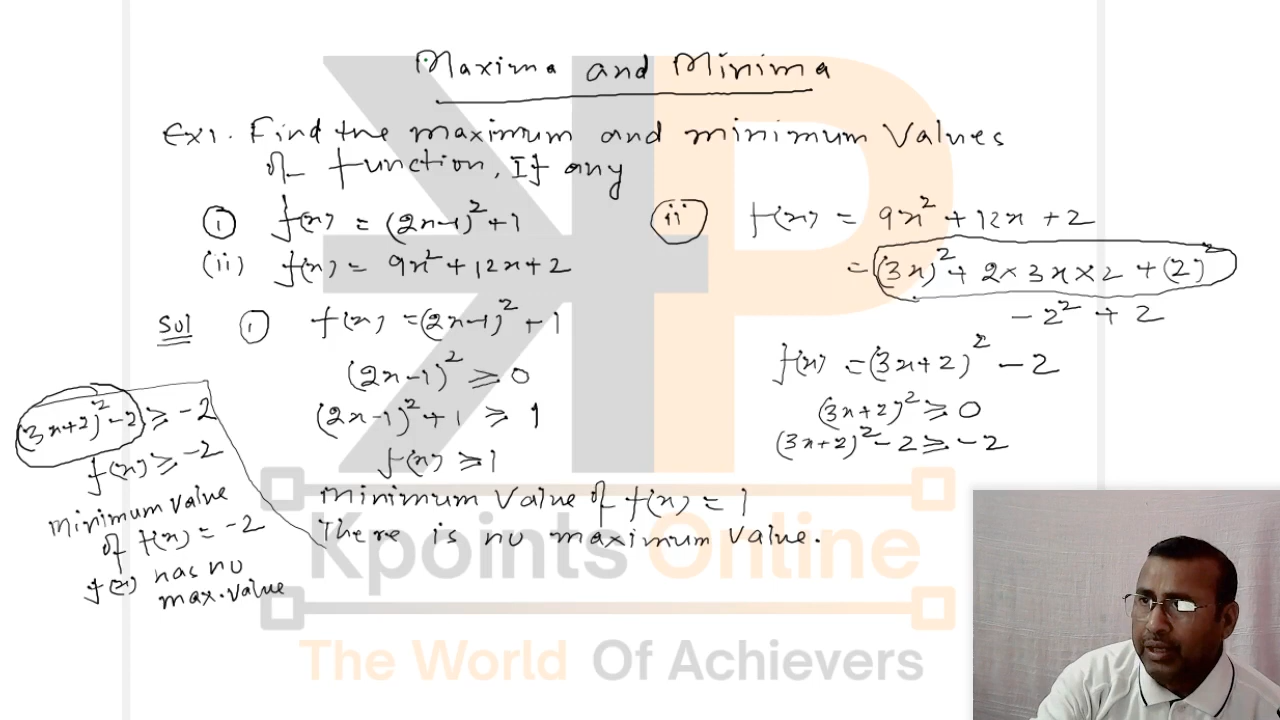 Maxima and Minima
Ex1. Find the maximum and minimum values
of function, If any
(i) f(x) = (2x-1)² + 1
(ii) f(x) = 9x² + 12x + 2
Sol (i) f(x) = (2x-1)² + 1
(2x-1)² ≥ 0
(2x-1)² + 1 ≥ 1
f(x) ≥ 1
minimum value of f(x) = 1
There is no maximum value.
(ii) f(x) = 9x² + 12x + 2
= (3x)² + 2×3x×2 + (2)²
- 2² + 2
f(x) = (3x+2)² - 2
(3x+2)² ≥ 0
(3x+2)² - 2 ≥ -2
(3x+2)² - 2 ≥ -2
f(x) ≥ -2
minimum value
of f(x) = -2
f(x) has no
max. value
KP
Kpoints Online
The World Of Achievers